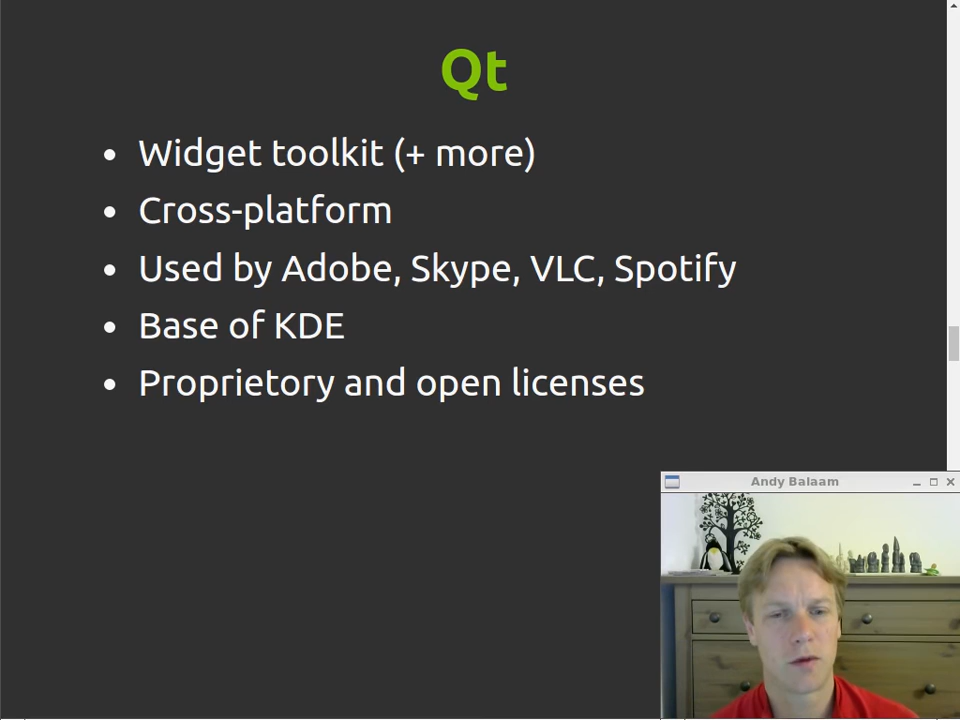 Qt
• Widget toolkit (+ more)
• Cross-platform
• Used by Adobe, Skype, VLC, Spotify
• Base of KDE
• Proprietory and open licenses
Andy Balaam